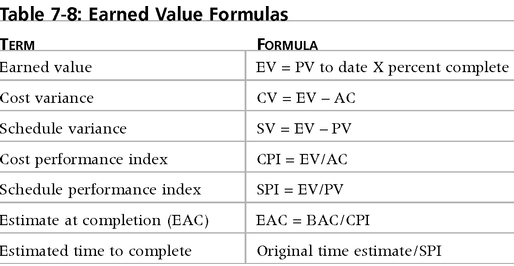 Table 7-8: Earned Value Formulas
TERM FORMULA
Earned value EV = PV to date X percent complete
Cost variance CV = EV – AC
Schedule variance SV = EV – PV
Cost performance index CPI = EV/AC
Schedule performance index SPI = EV/PV
Estimate at completion (EAC) EAC = BAC/CPI
Estimated time to complete Original time estimate/SPI